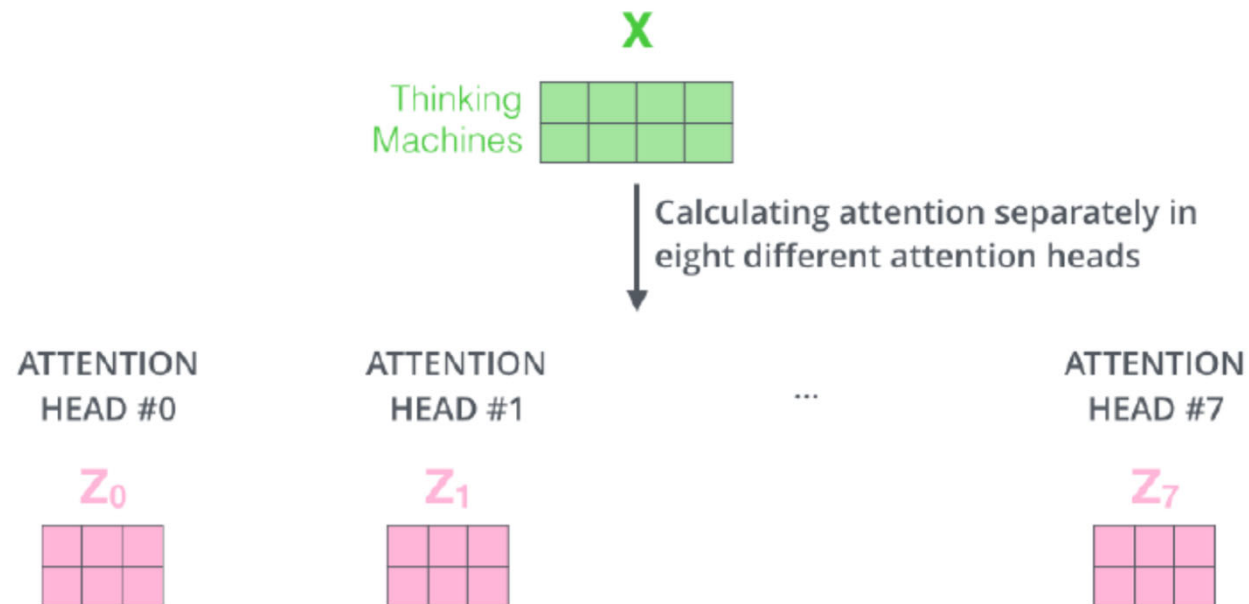 X
Thinking
Machines
Calculating attention separately in
eight different attention heads
ATTENTION
HEAD #0
ATTENTION
HEAD #1
...
ATTENTION
HEAD #7
Z₀
Z₁
Z₇